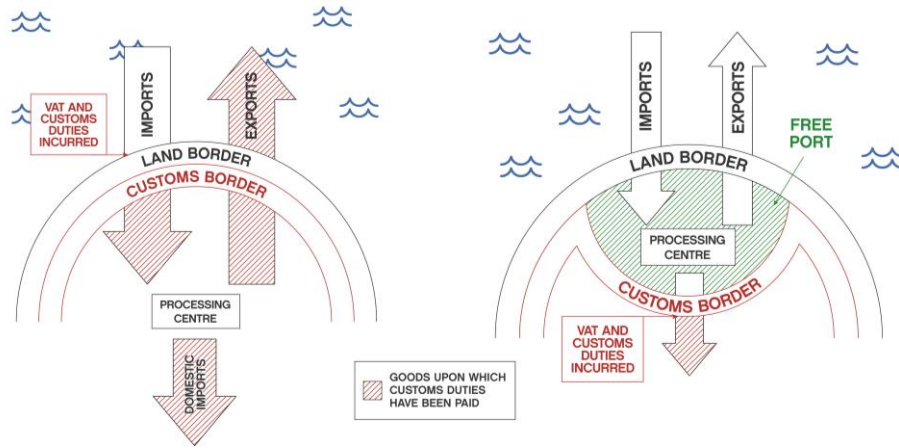 VAT AND
CUSTOMS
DUTIES
INCURRED
IMPORTS
EXPORTS
LAND BORDER
CUSTOMS BORDER
PROCESSING
CENTRE
DOMESTIC
IMPORTS
GOODS UPON WHICH
CUSTOMS DUTIES
HAVE BEEN PAID
IMPORTS
EXPORTS
FREE
PORT
LAND BORDER
PROCESSING
CENTRE
CUSTOMS BORDER
VAT AND
CUSTOMS
DUTIES
INCURRED